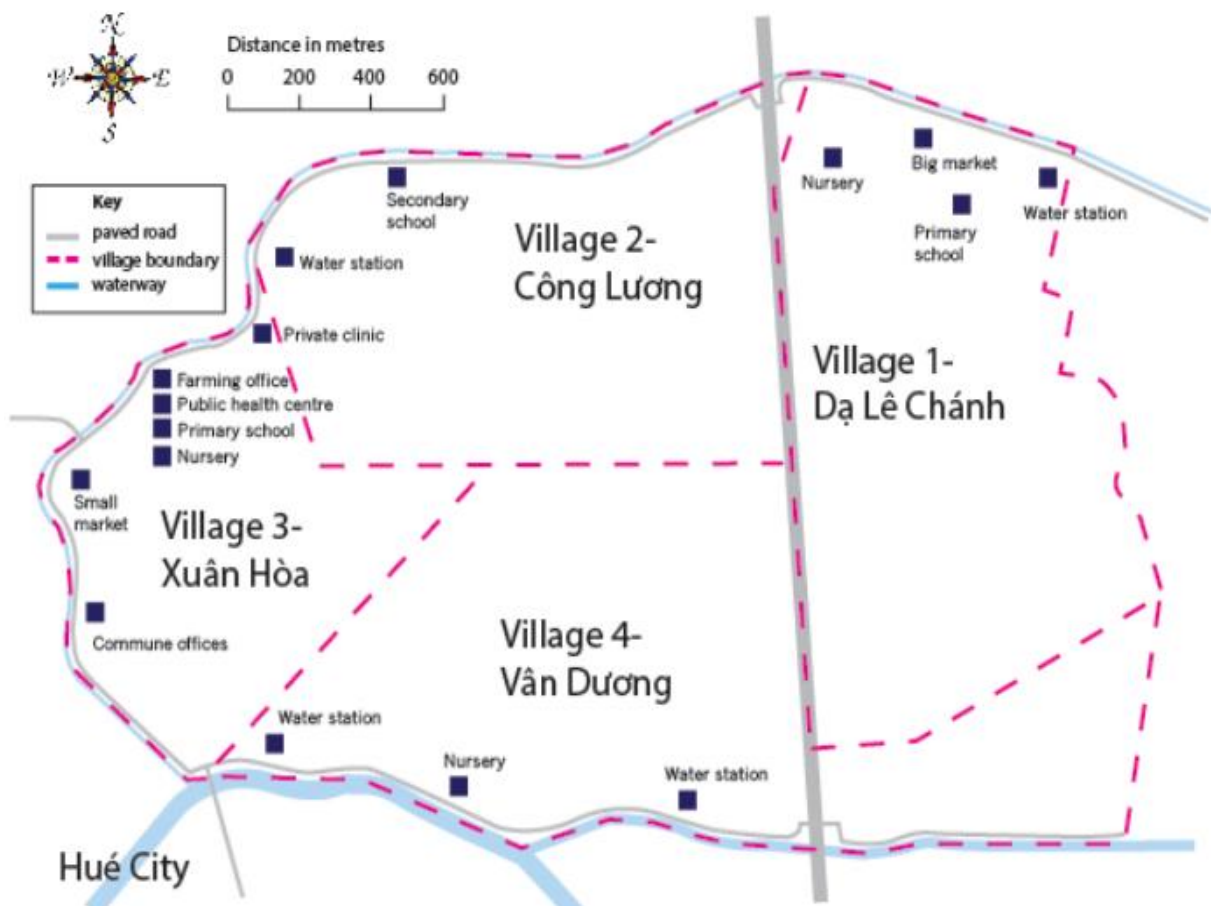 N
W
E
S
Distance in metres
0 200 400 600
Key
paved road
village boundary
waterway
Secondary
school
Water station
Private clinic
Farming office
Public health centre
Primary school
Nursery
Small
market
Commune offices
Village 2-
Công Lương
Nursery
Big market
Primary
school
Water station
Village 1-
Dạ Lê Chánh
Village 3-
Xuân Hòa
Village 4-
Vân Dương
Water station
Nursery
Water station
Hué City